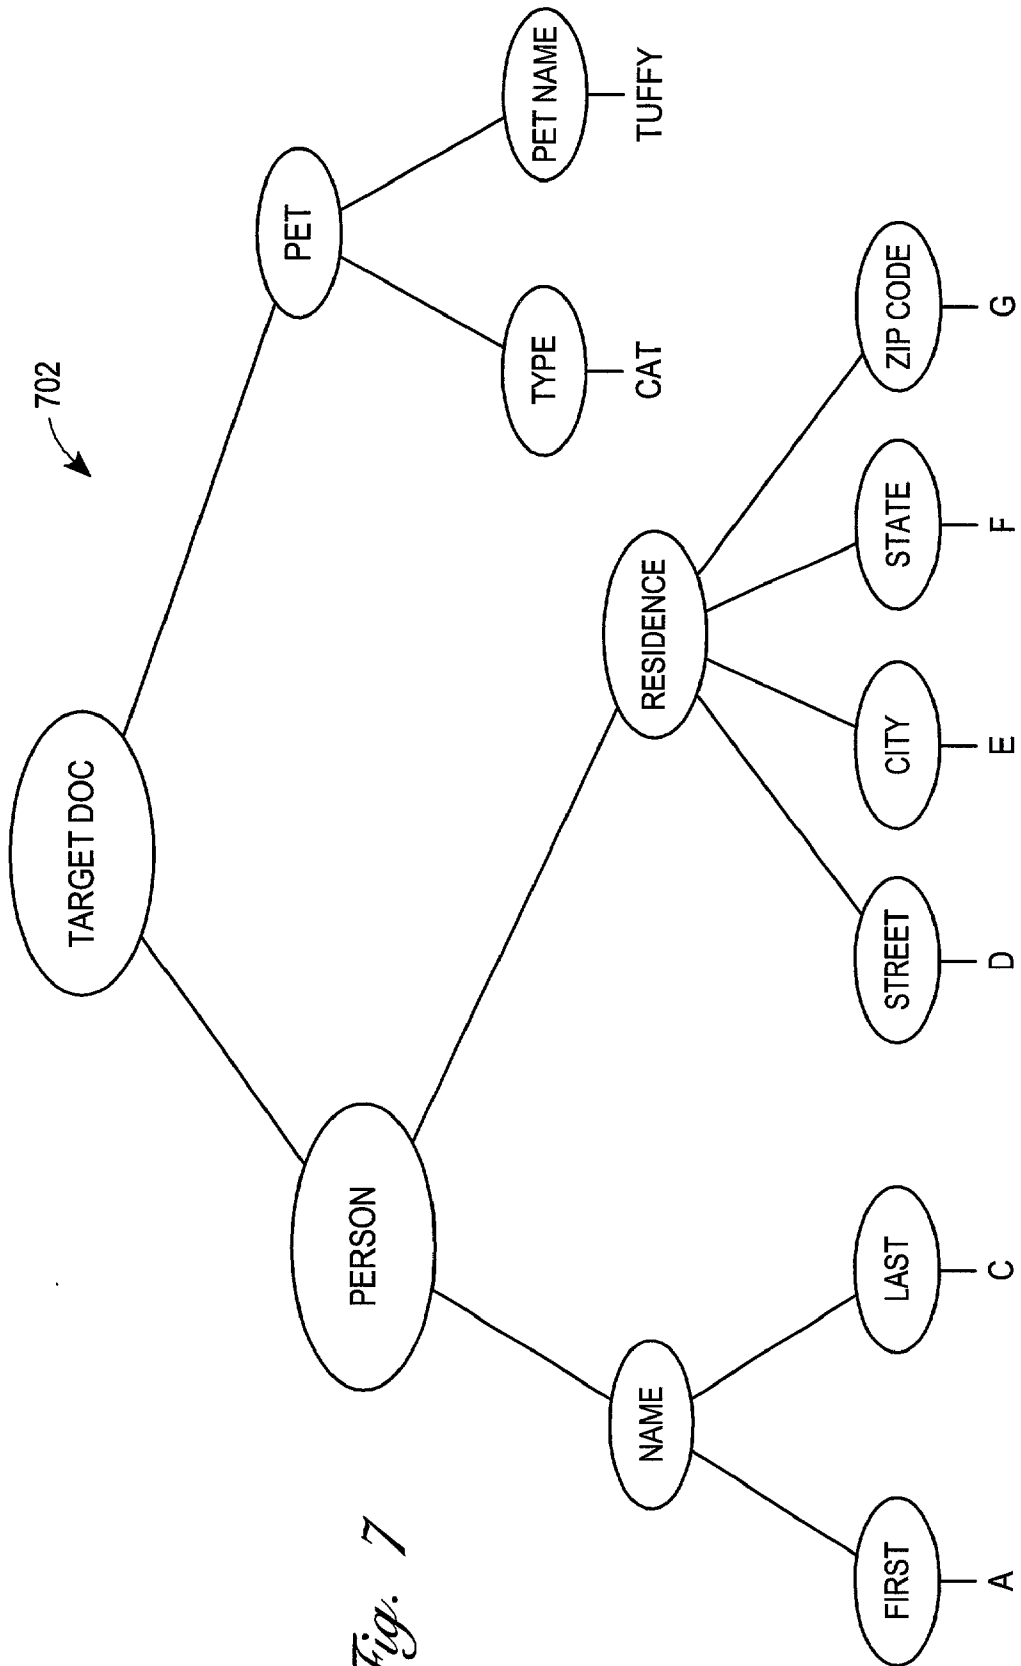 702
TARGET DOC
PERSON
PET
NAME
RESIDENCE
TYPE
PET NAME
CAT
TUFFY
FIRST
LAST
STREET
CITY
STATE
ZIP CODE
A
C
D
E
F
G
Fig. 7